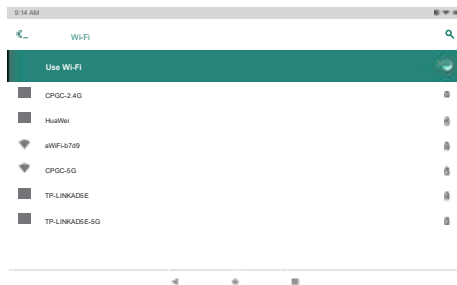 9:14 AM
Wi-Fi
Use Wi-Fi
CPGC-2.4G
HuaWei
aWiFi-b7d9
CPGC-5G
TP-LINKAD5E
TP-LINKAD5E-5G